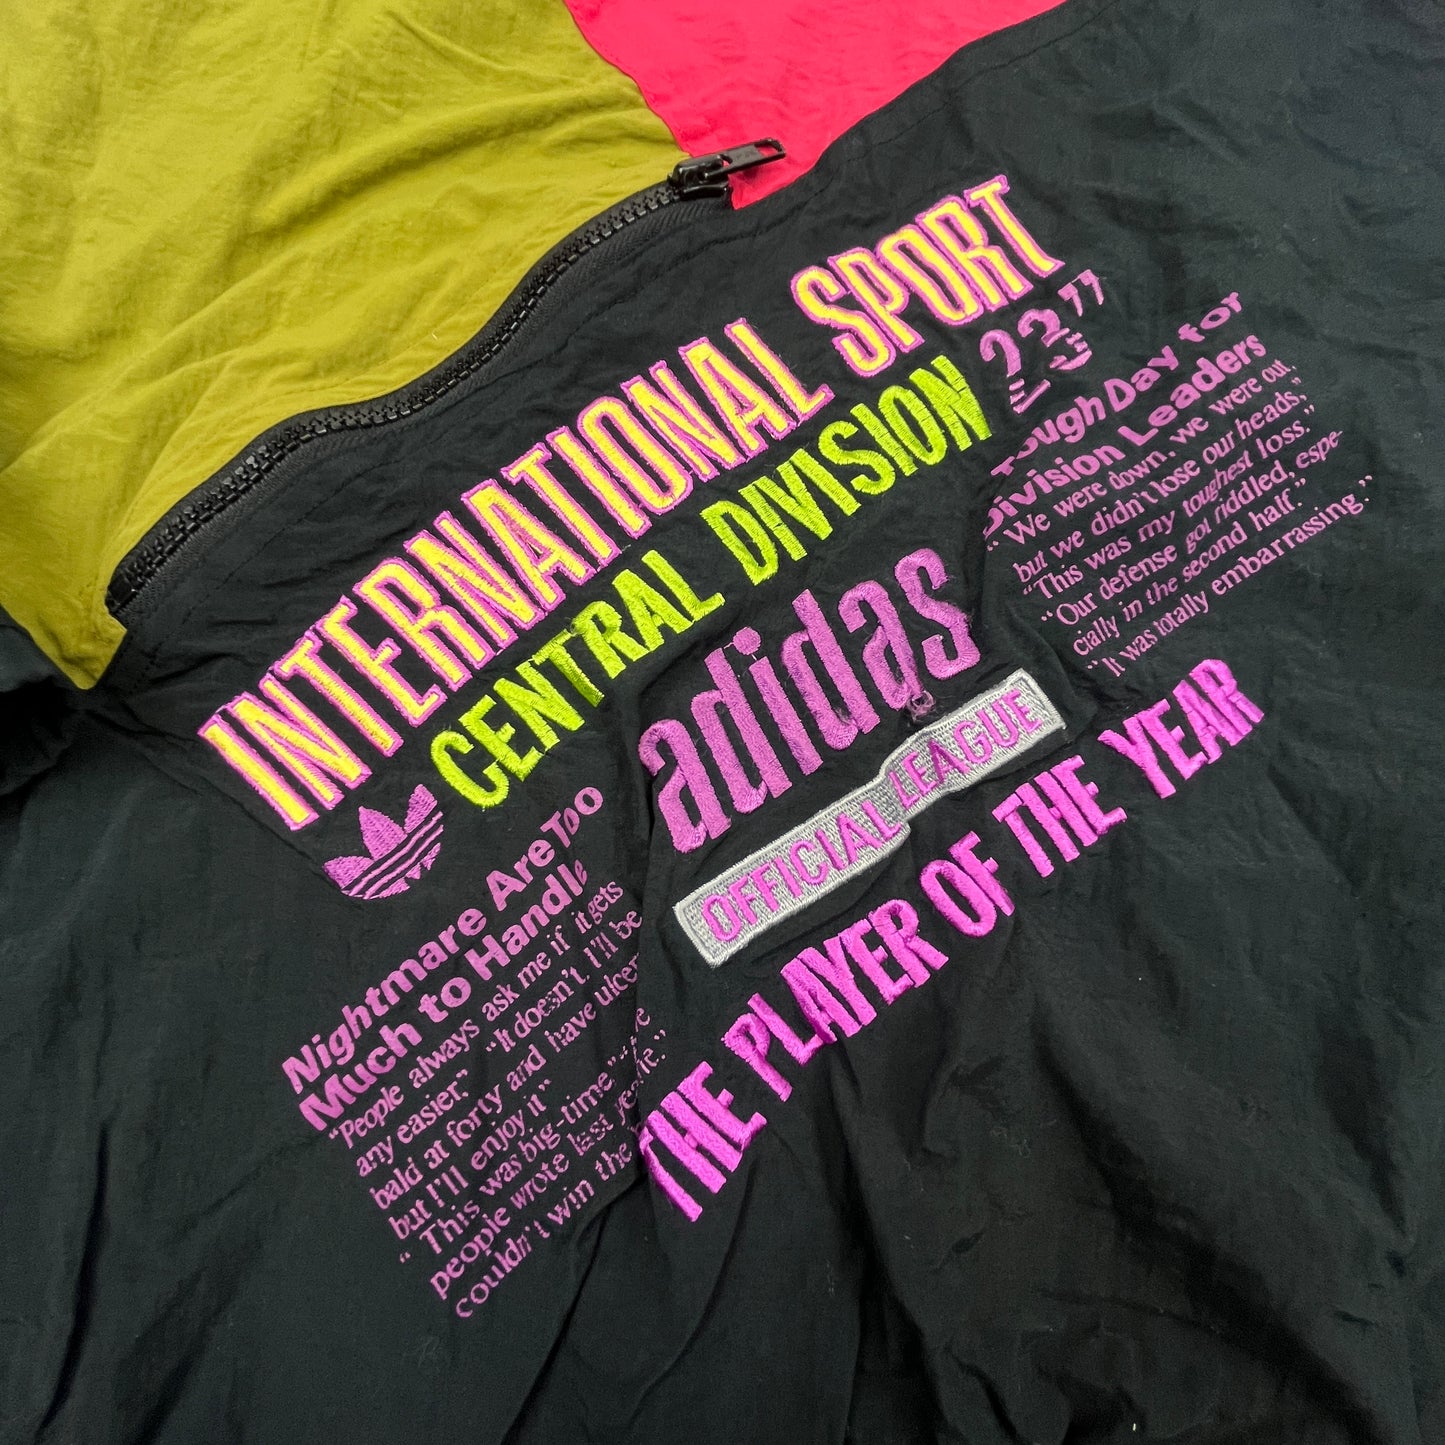 INTERNATIONAL SPORT
CENTRAL DIVISION
23”
adidas
OFFICIAL LEAGUE
THE PLAYER OF THE YEAR
Tough Day for
Division Leaders
“We were down, we were out,
but we didn't lose our heads,”
“This was my toughest loss.”
“Our defense got riddled, espe-
cially in the second half.”
“It was totally embarrassing.”
Nightmare Are Too
Much to Handle
“People always ask me if it gets
any easier.” “It doesn't. I'll be
bald at forty and have ulcer
but I'll enjoy it”
“This was big-time”
people wrote last
couldn't win the